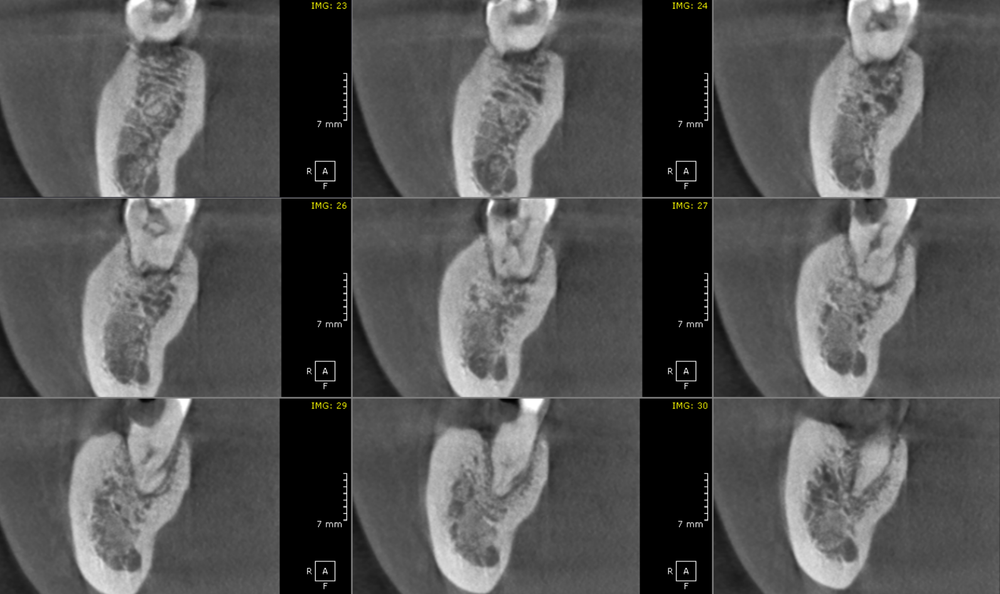 IMG: 23
7 mm
R A
F
IMG: 24
7 mm
R A
F
IMG: 26
7 mm
R A
F
IMG: 27
7 mm
R A
F
IMG: 29
7 mm
R A
F
IMG: 30
7 mm
R A
F